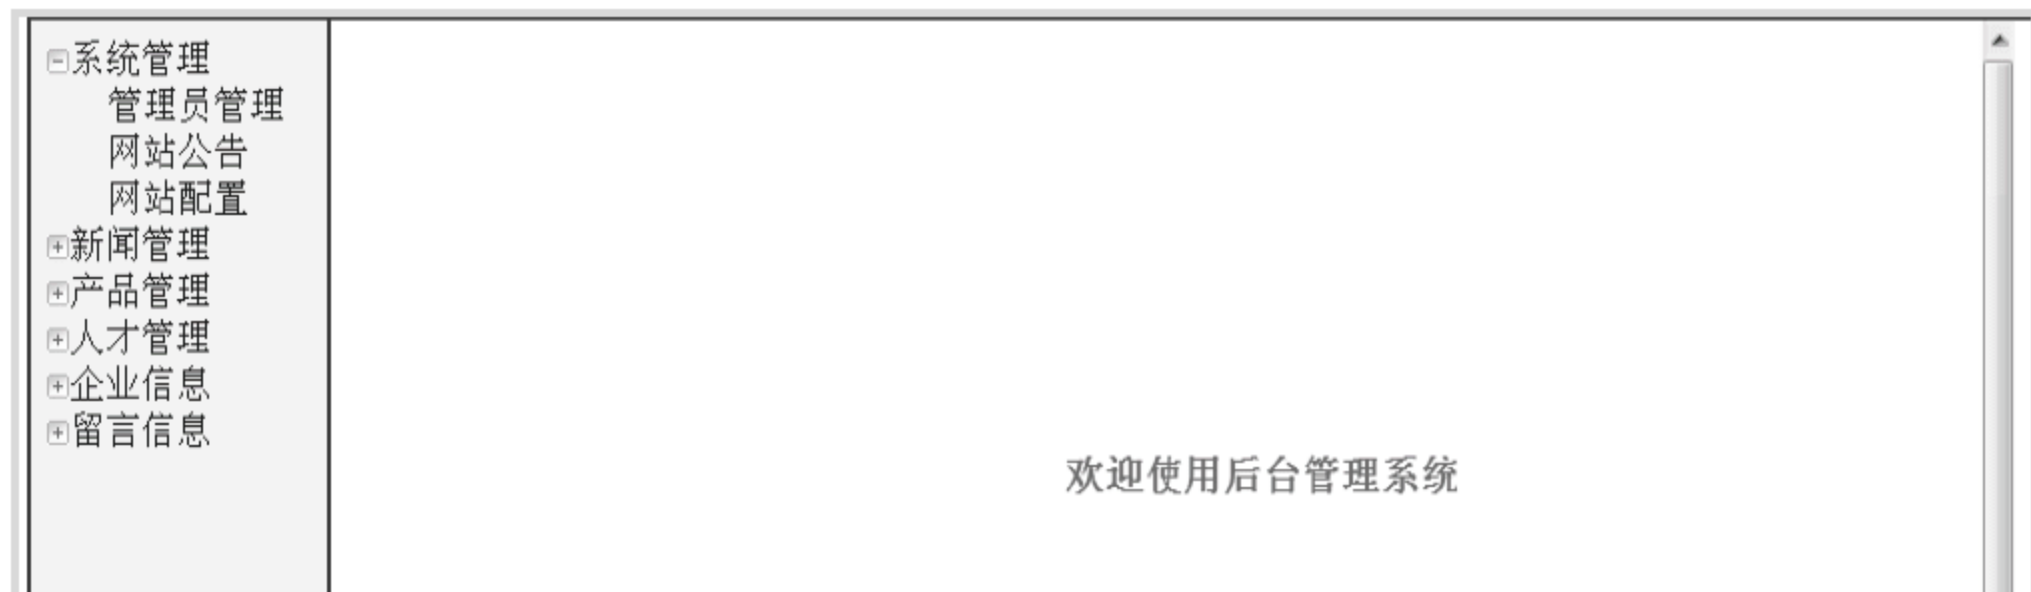 系统管理
管理员管理
网站公告
网站配置
新闻管理
产品管理
人才管理
企业信息
留言信息
欢迎使用后台管理系统